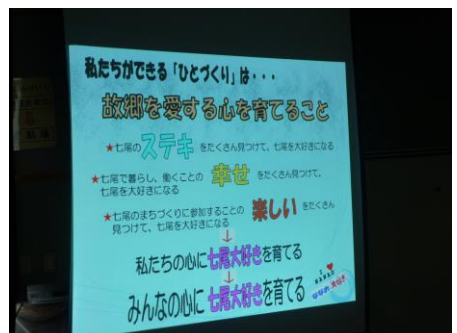 私たちができる「ひとづくり」は・・・
故郷を愛する心を育てること
★七尾のステキをたくさん見つけて、七尾を大好きになる
★七尾で暮らし、働くことの幸せをたくさん見つけて、
七尾を大好きになる
★七尾のまちづくりに参加することの楽しいをたくさん
見つけて、七尾を大好きになる
↓
私たちの心に七尾大好きを育てる
↓
みんなの心に七尾大好きを育てる
I ♥
NANAO